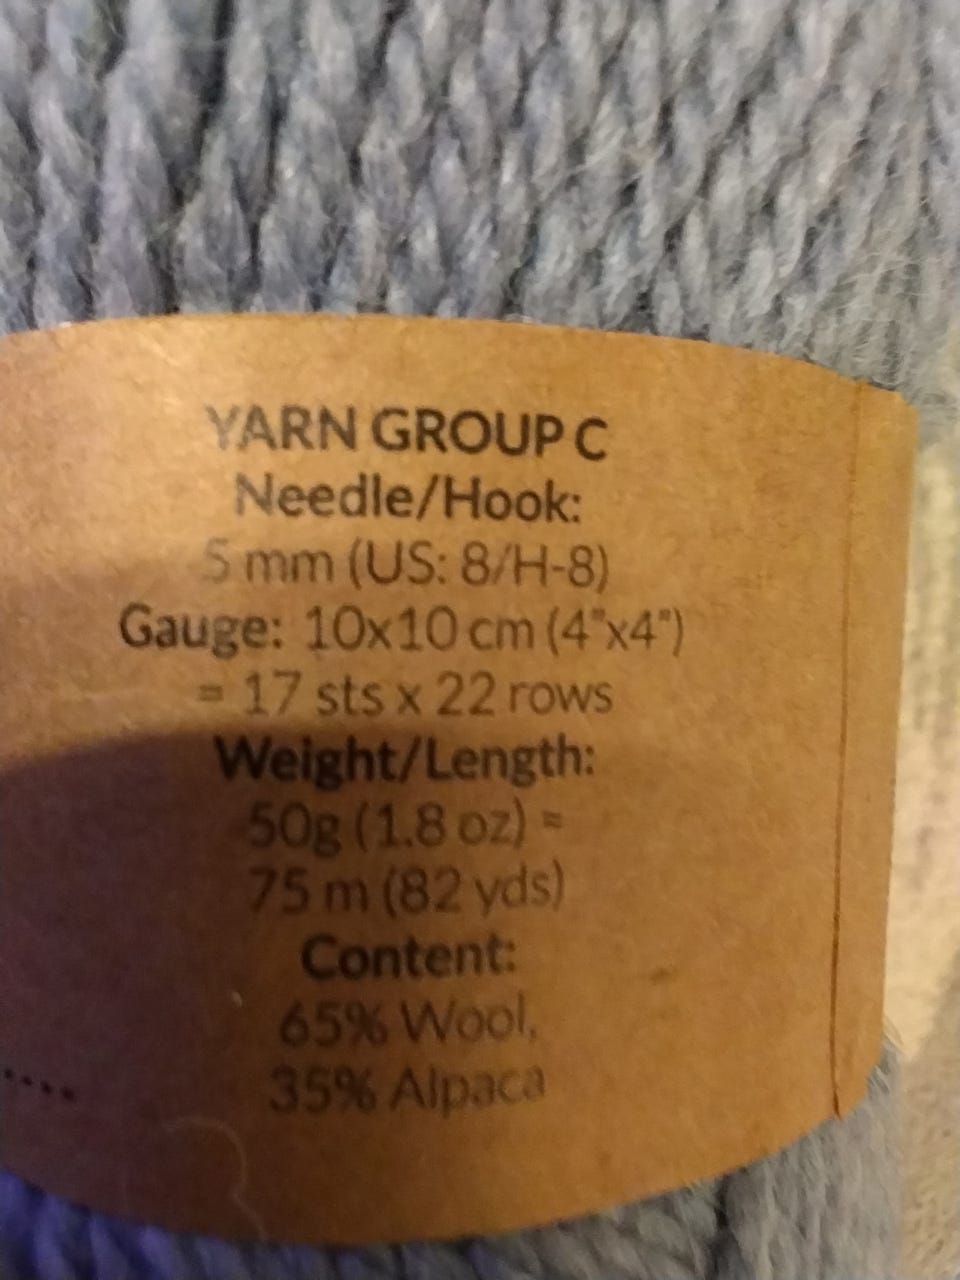 YARN GROUP C
Needle/Hook:
5 mm (US: 8/H-8)
Gauge: 10x10 cm (4"x4")
= 17 sts x 22 rows
Weight/Length:
50g (1.8 oz) =
75 m (82 yds)
Content:
65% Wool,
35% Alpaca